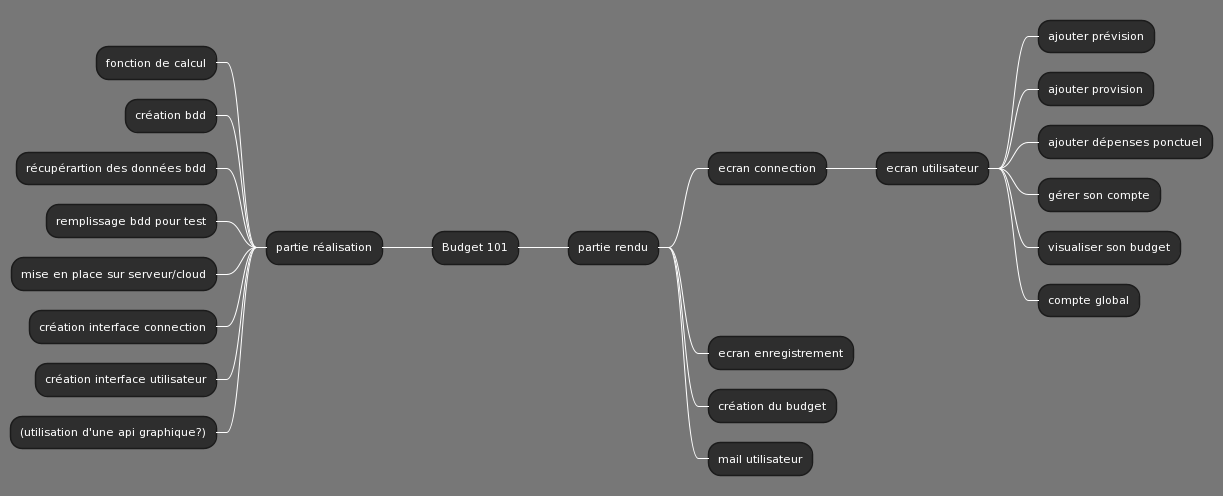 fonction de calcul
création bdd
récupérartion des données bdd
remplissage bdd pour test
mise en place sur serveur/cloud
création interface connection
création interface utilisateur
(utilisation d'une api graphique?)
partie réalisation
Budget 101
partie rendu
ecran connection
ecran utilisateur
ajouter prévision
ajouter provision
ajouter dépenses ponctuel
gérer son compte
visualiser son budget
compte global
ecran enregistrement
création du budget
mail utilisateur